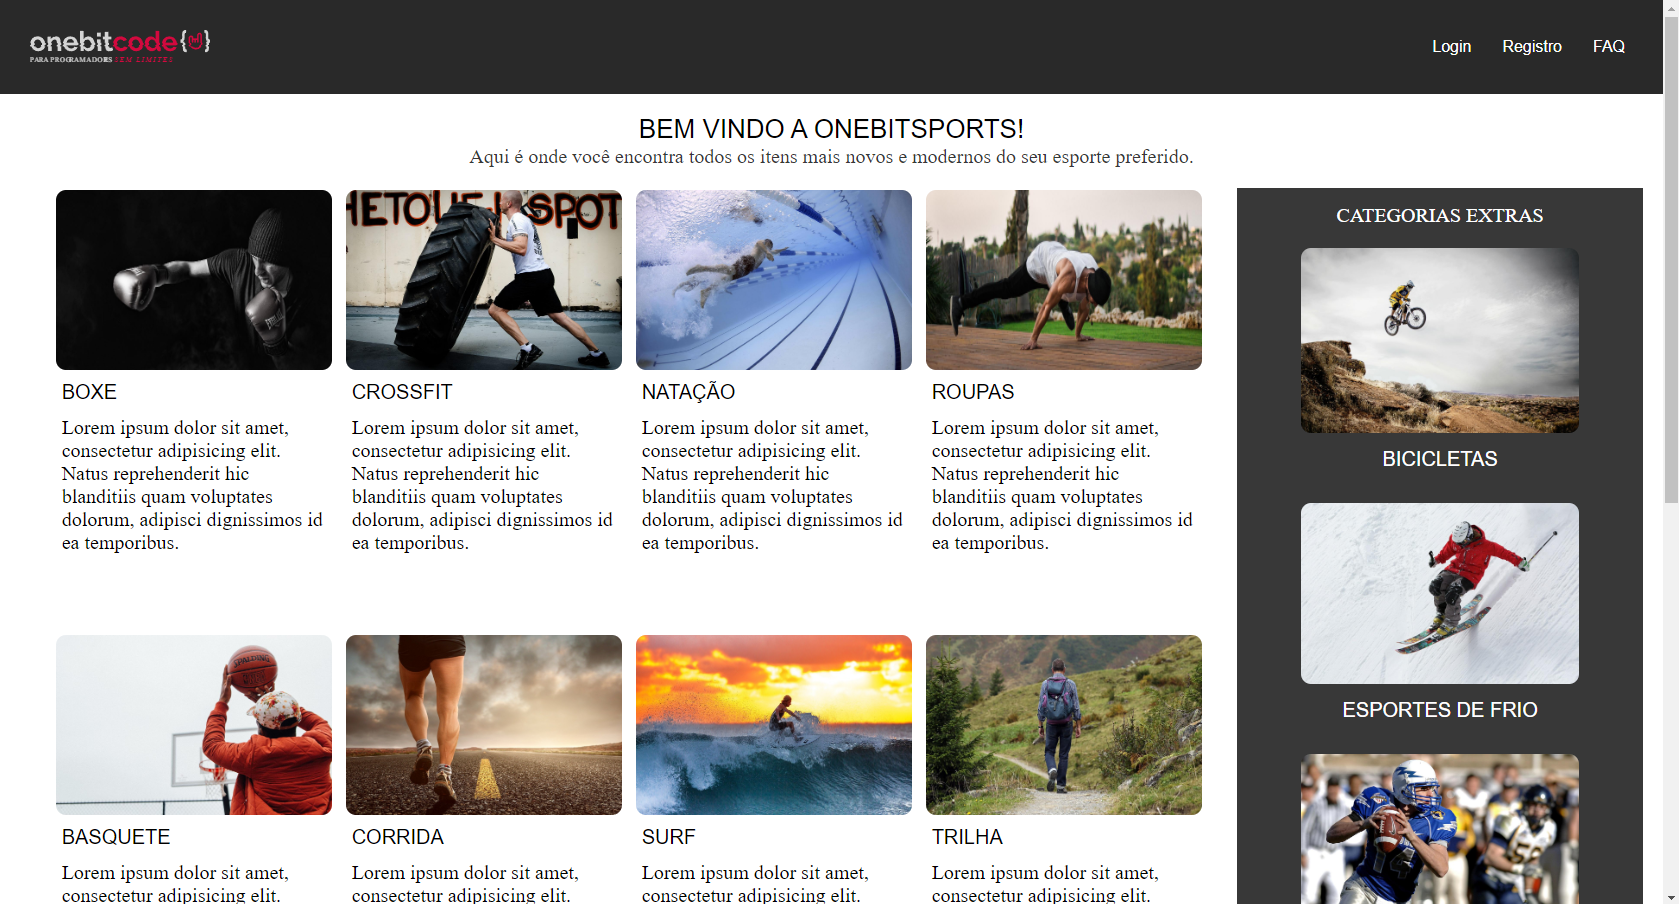 onebitcode{}
PARA PROGRAMADORES SEM LIMITES
Login Registro FAQ
BEM VINDO A ONEBITSPORTS!
Aqui é onde você encontra todos os itens mais novos e modernos do seu esporte preferido.
HETOUF SPOT
BOXE
Lorem ipsum dolor sit amet,
consectetur adipisicing elit.
Natus reprehenderit hic
blanditiis quam voluptates
dolorum, adipisci dignissimos id
ea temporibus.
CROSSFIT
Lorem ipsum dolor sit amet,
consectetur adipisicing elit.
Natus reprehenderit hic
blanditiis quam voluptates
dolorum, adipisci dignissimos id
ea temporibus.
NATAÇÃO
Lorem ipsum dolor sit amet,
consectetur adipisicing elit.
Natus reprehenderit hic
blanditiis quam voluptates
dolorum, adipisci dignissimos id
ea temporibus.
ROUPAS
Lorem ipsum dolor sit amet,
consectetur adipisicing elit.
Natus reprehenderit hic
blanditiis quam voluptates
dolorum, adipisci dignissimos id
ea temporibus.
SPALDING
BASQUETE
Lorem ipsum dolor sit amet,
consectetur adipisicing elit.
CORRIDA
Lorem ipsum dolor sit amet,
consectetur adipisicing elit.
SURF
Lorem ipsum dolor sit amet,
consectetur adipisicing elit.
TRILHA
Lorem ipsum dolor sit amet,
consectetur adipisicing elit.
CATEGORIAS EXTRAS
BICICLETAS
ESPORTES DE FRIO
14